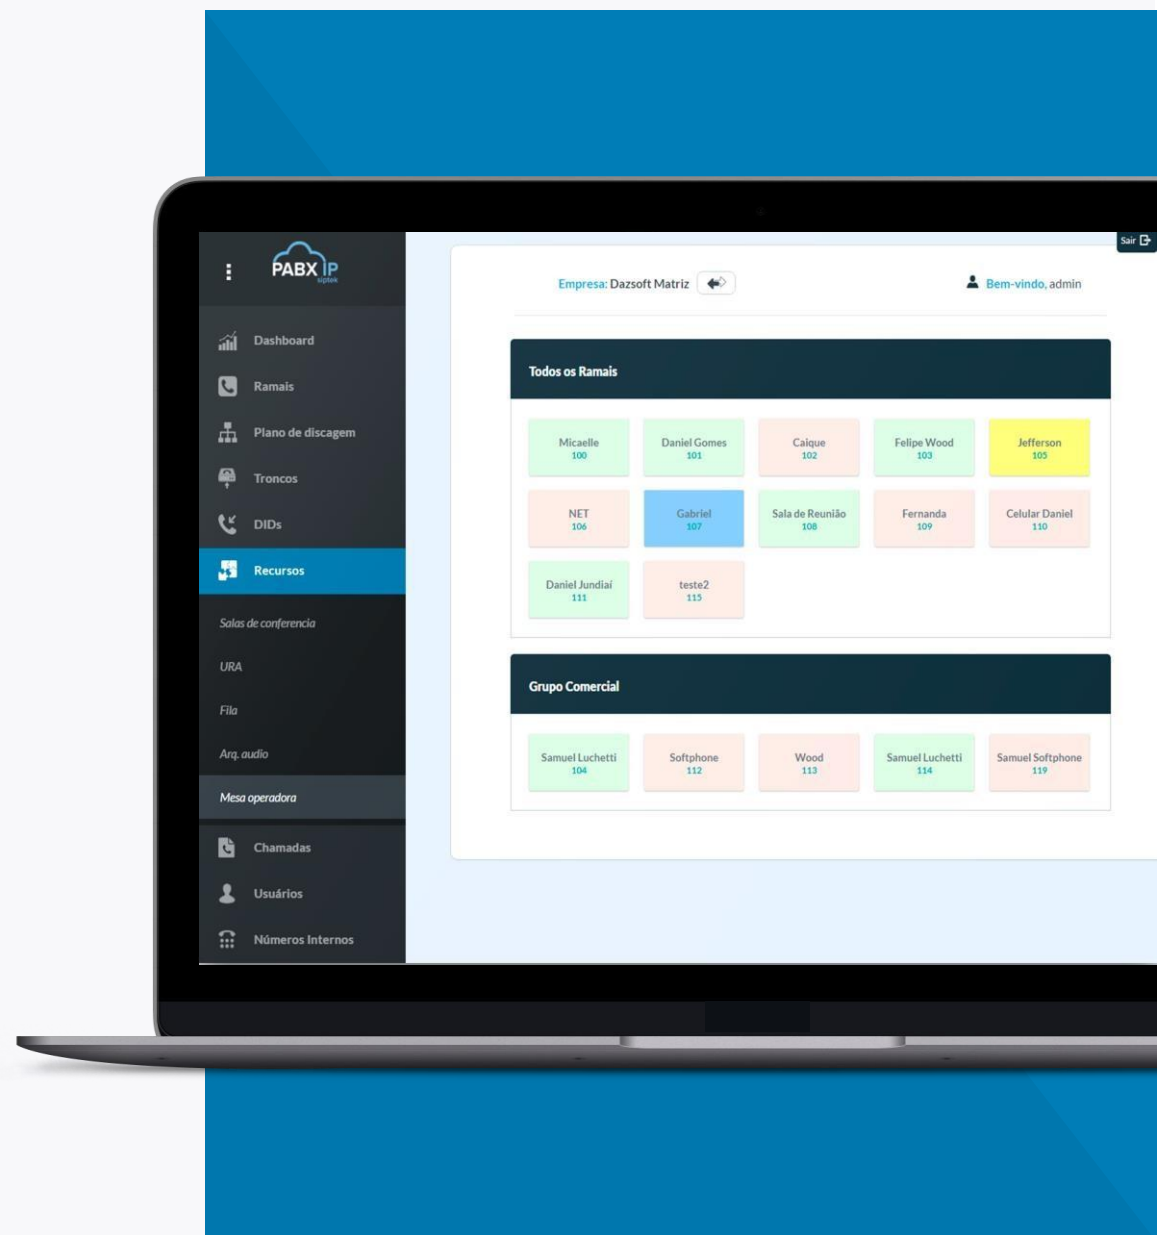 Sair
PABX IP
siptek
Empresa: Dazsoft Matriz
Bem-vindo, admin
Dashboard
Ramais
Plano de discagem
Troncos
DIDs
Recursos
Salas de conferencia
URA
Fila
Arq. audio
Mesa operadora
Chamadas
Usuários
Números Internos
Todos os Ramais
Micaelle
100
Daniel Gomes
101
Caique
102
Felipe Wood
103
Jefferson
105
NET
106
Gabriel
107
Sala de Reunião
108
Fernanda
109
Celular Daniel
110
Daniel Jundiaí
111
teste2
115
Grupo Comercial
Samuel Luchetti
104
Softphone
112
Wood
113
Samuel Luchetti
114
Samuel Softphone
119